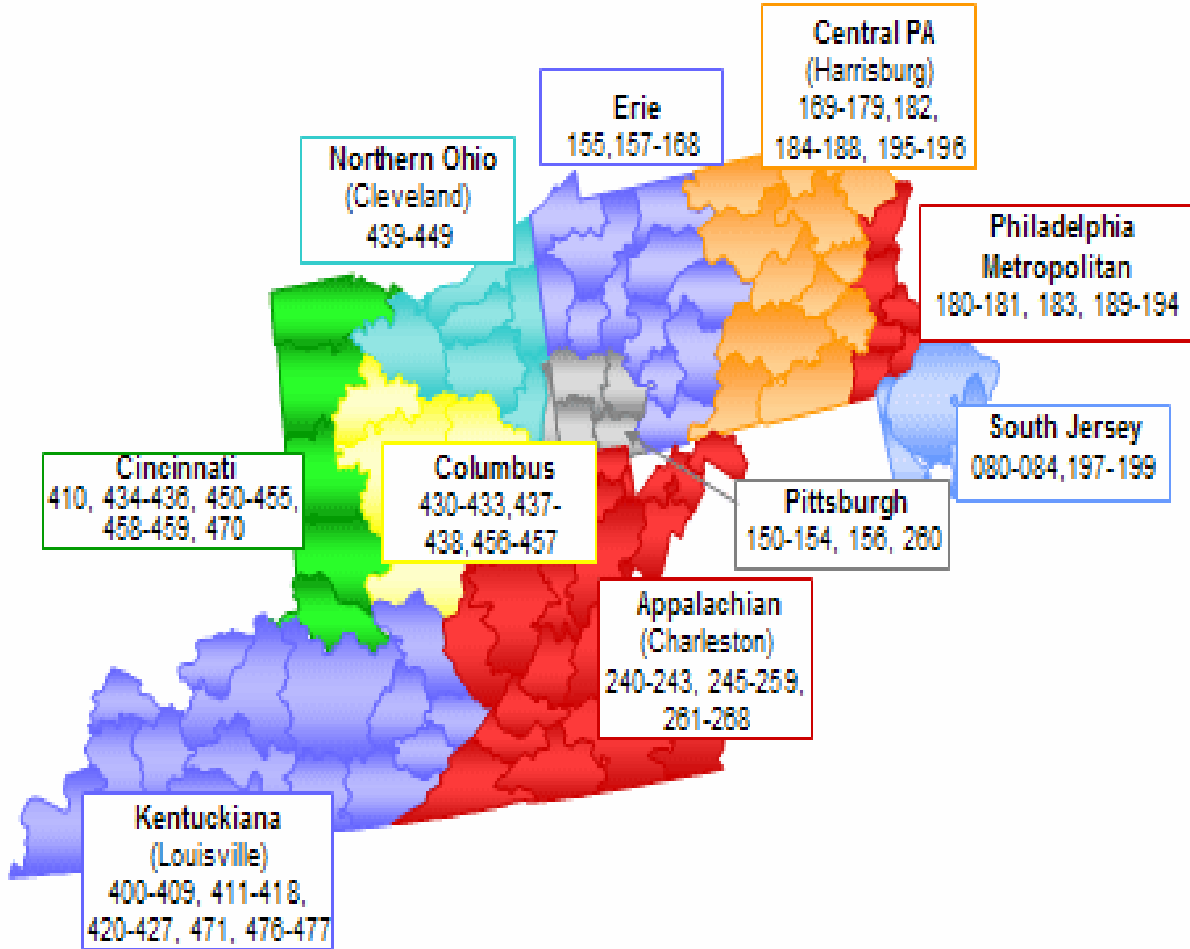 Central PA
(Harrisburg)
169-179,182,
184-188, 195-196
Erie
155,157-168
Northern Ohio
(Cleveland)
439-449
Philadelphia
Metropolitan
180-181, 183, 189-194
South Jersey
080-084,197-199
Cincinnati
410, 434-436, 450-455,
458-459, 470
Columbus
430-433,437-
438,456-457
Pittsburgh
150-154, 156, 260
Appalachian
(Charleston)
240-243, 245-259,
261-268
Kentuckiana
(Louisville)
400-409, 411-418,
420-427, 471, 476-477